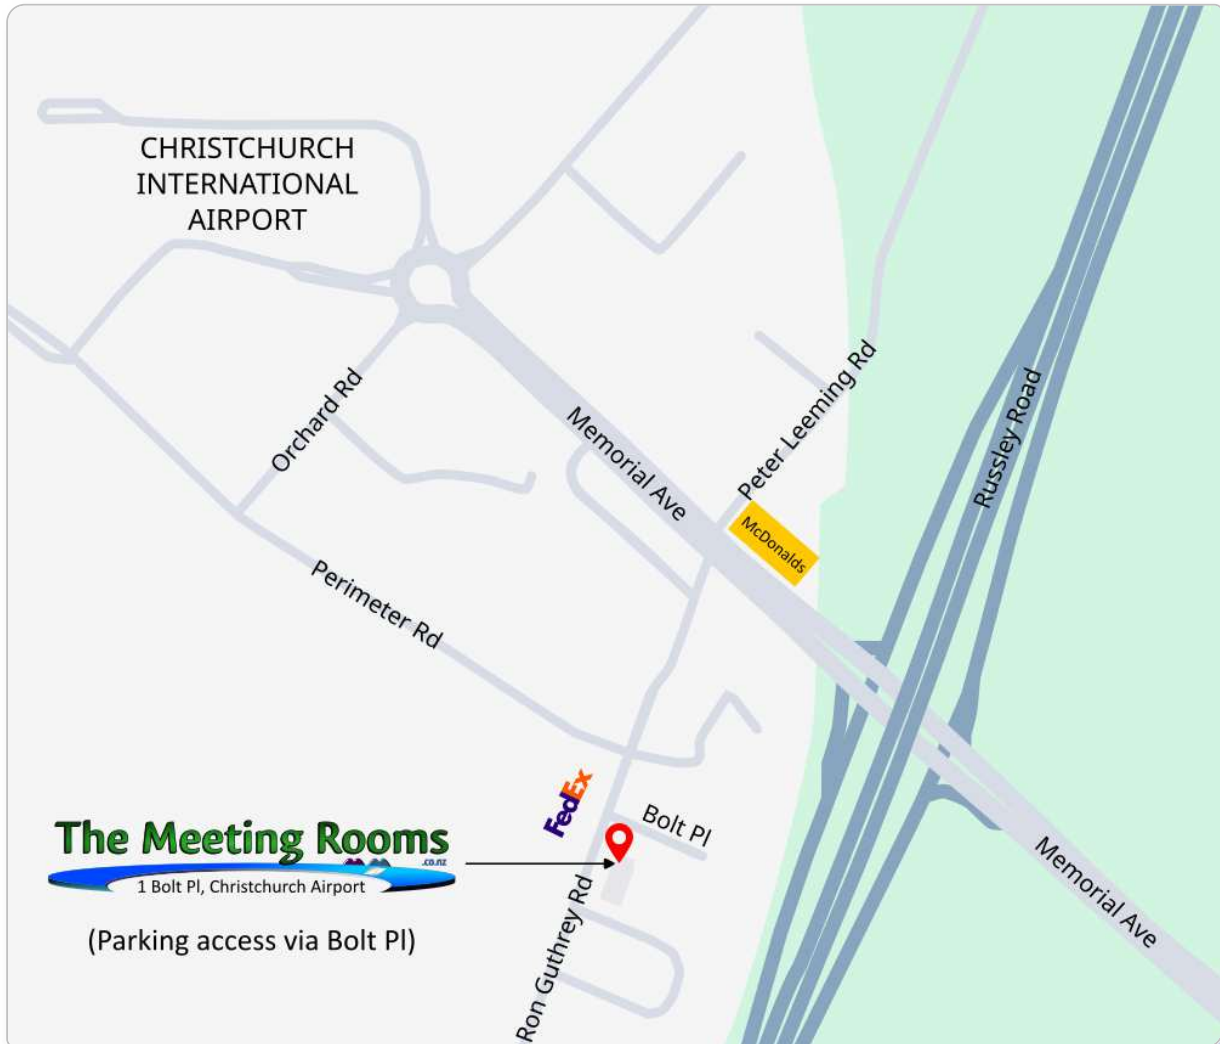 CHRISTCHURCH
INTERNATIONAL
AIRPORT
Orchard Rd
Memorial Ave
Peter Leeming Rd
Russley Road
McDonalds
Perimeter Rd
FedEx
Bolt Pl
The Meeting Rooms
.co.nz
1 Bolt Pl, Christchurch Airport
(Parking access via Bolt Pl)
Ron Guthrey Rd
Memorial Ave